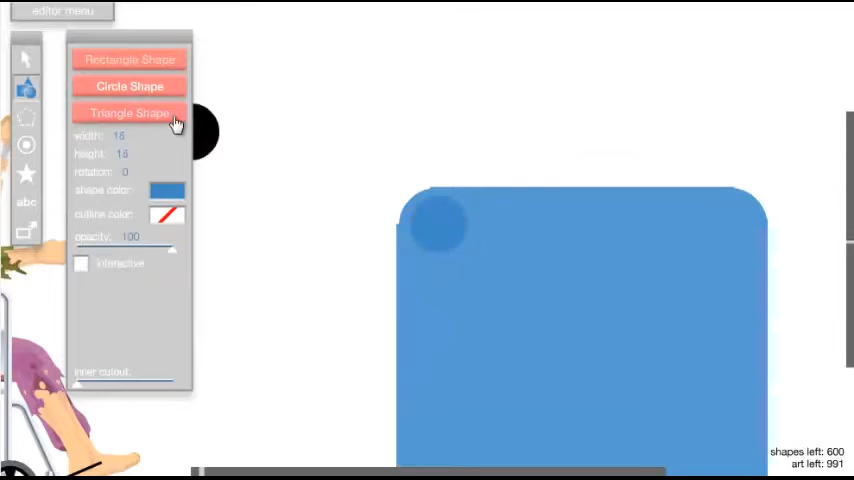 editor menu
Rectangle Shape
Circle Shape
Triangle Shape
width: 15
height: 15
rotation: 0
shape color:
outline color:
opacity: 100
interactive
inner cutout:
abc
shapes left: 600
art left: 991